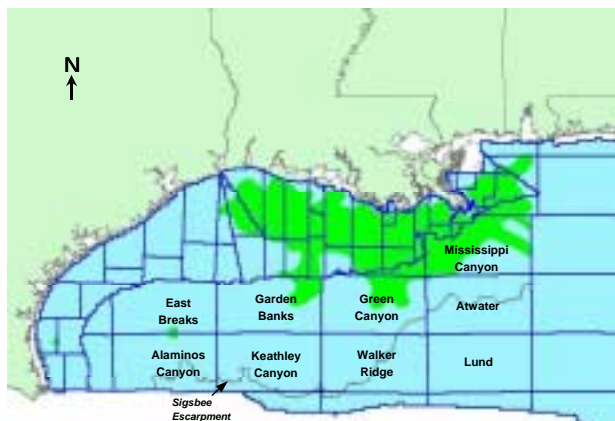 N
Mississippi
Canyon
East
Breaks
Garden
Banks
Green
Canyon
Atwater
Alaminos
Canyon
Keathley
Canyon
Walker
Ridge
Lund
Sigsbee
Escarpment